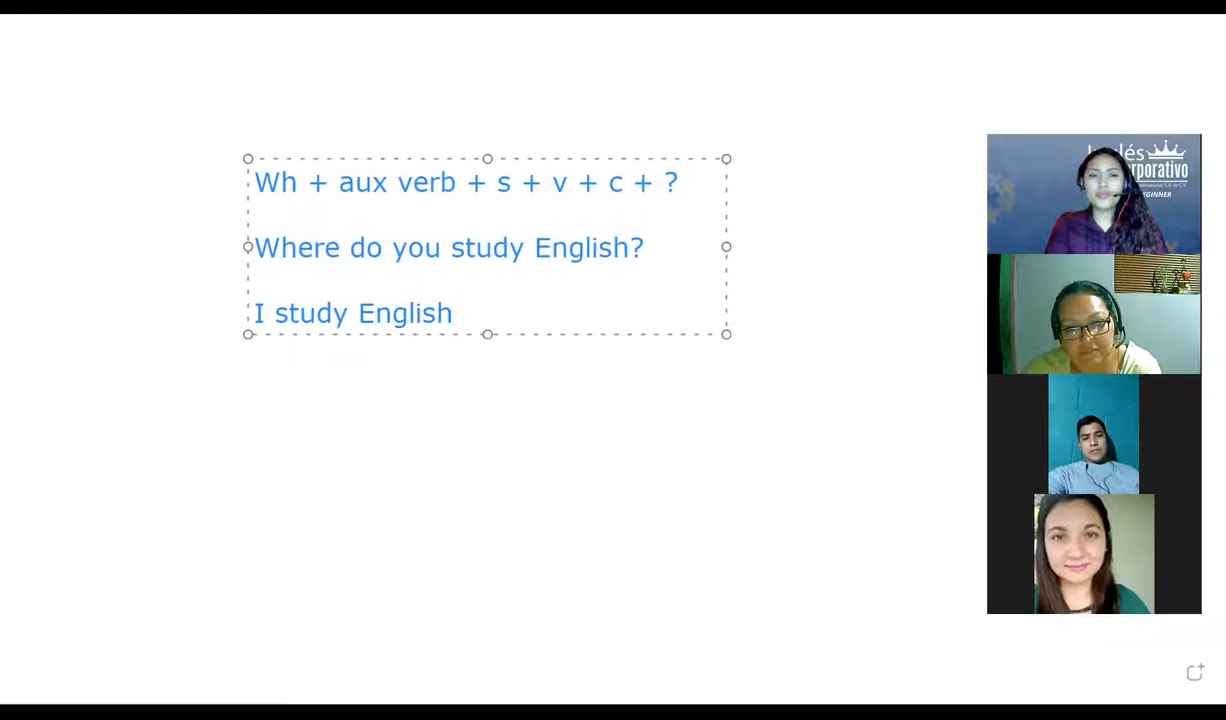 Wh + aux verb + s + v + c + ?
Where do you study English?
I study English